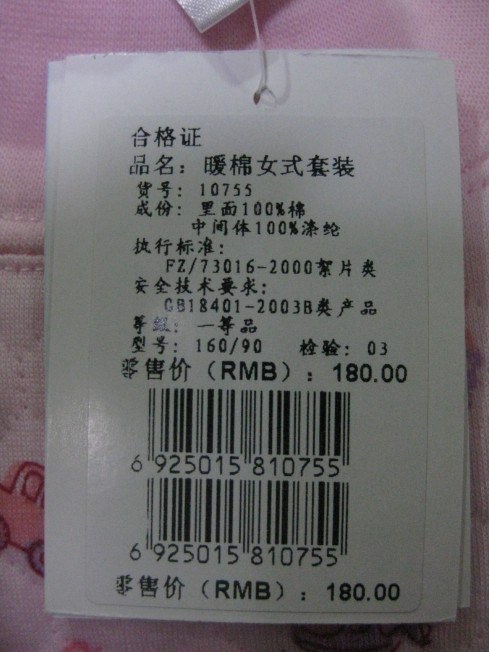 合格证
品名：暖棉女式套装
货号：10755
成份：里面100%棉
中间体100%涤纶
执行标准：
FZ/73016-2000絮片类
安全技术要求：
GB18401-2003B类产品
等级：一等品
型号：160/90 检验：03
零售价（RMB）：180.00
6 925015 810755
6 925015 810755
零售价（RMB）：180.00